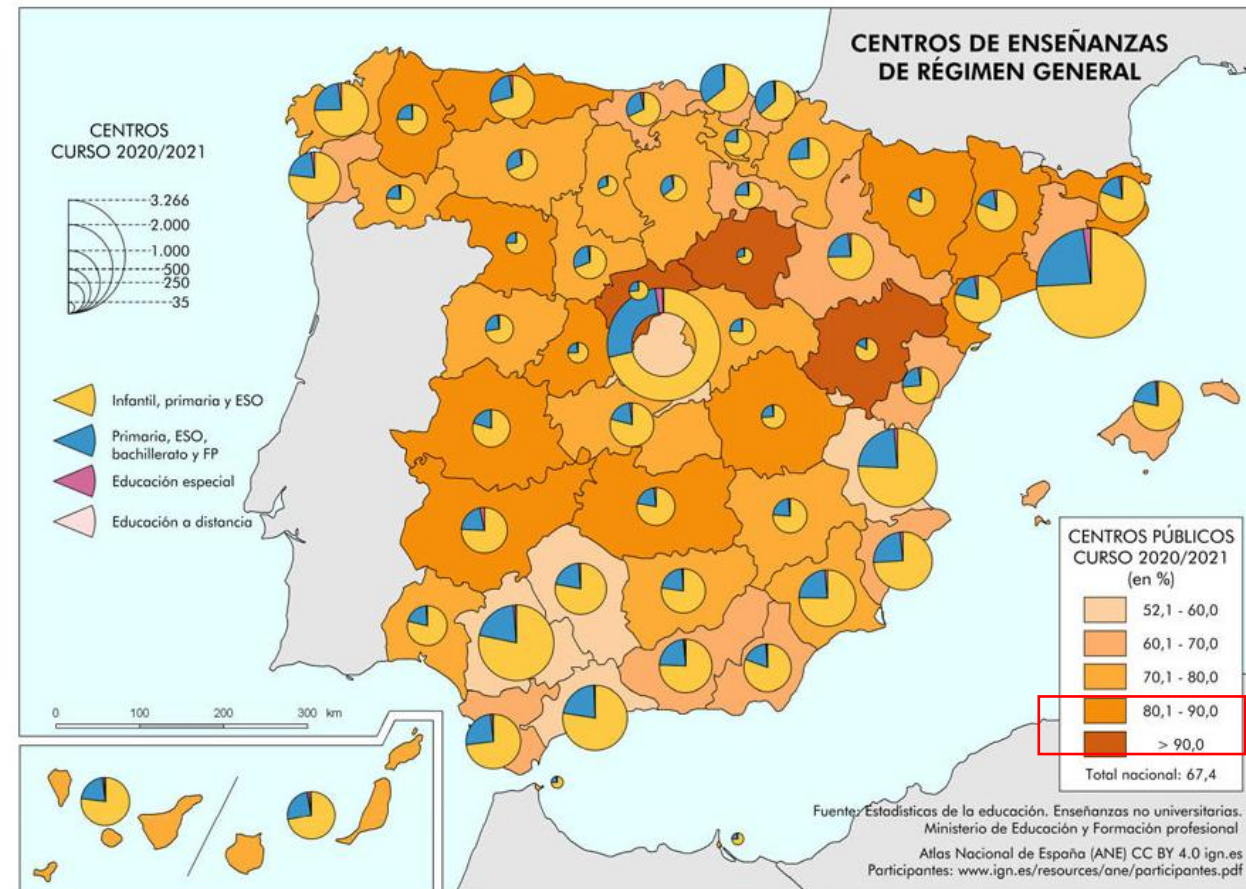 CENTROS DE ENSEÑANZAS
DE RÉGIMEN GENERAL
CENTROS
CURSO 2020/2021
3.266
2.000
1.000
500
250
35
Infantil, primaria y ESO
Primaria, ESO,
bachillerato y FP
Educación especial
Educación a distancia
0 100 200 300 km
CENTROS PÚBLICOS
CURSO 2020/2021
(en %)
52,1 - 60,0
60,1 - 70,0
70,1 - 80,0
80,1 - 90,0
> 90,0
Total nacional: 67,4
Fuente: Estadísticas de la educación. Enseñanzas no universitarias.
Ministerio de Educación y Formación profesional
Atlas Nacional de España (ANE) CC BY 4.0 ign.es
Participantes: www.ign.es/resources/ane/participantes.pdf